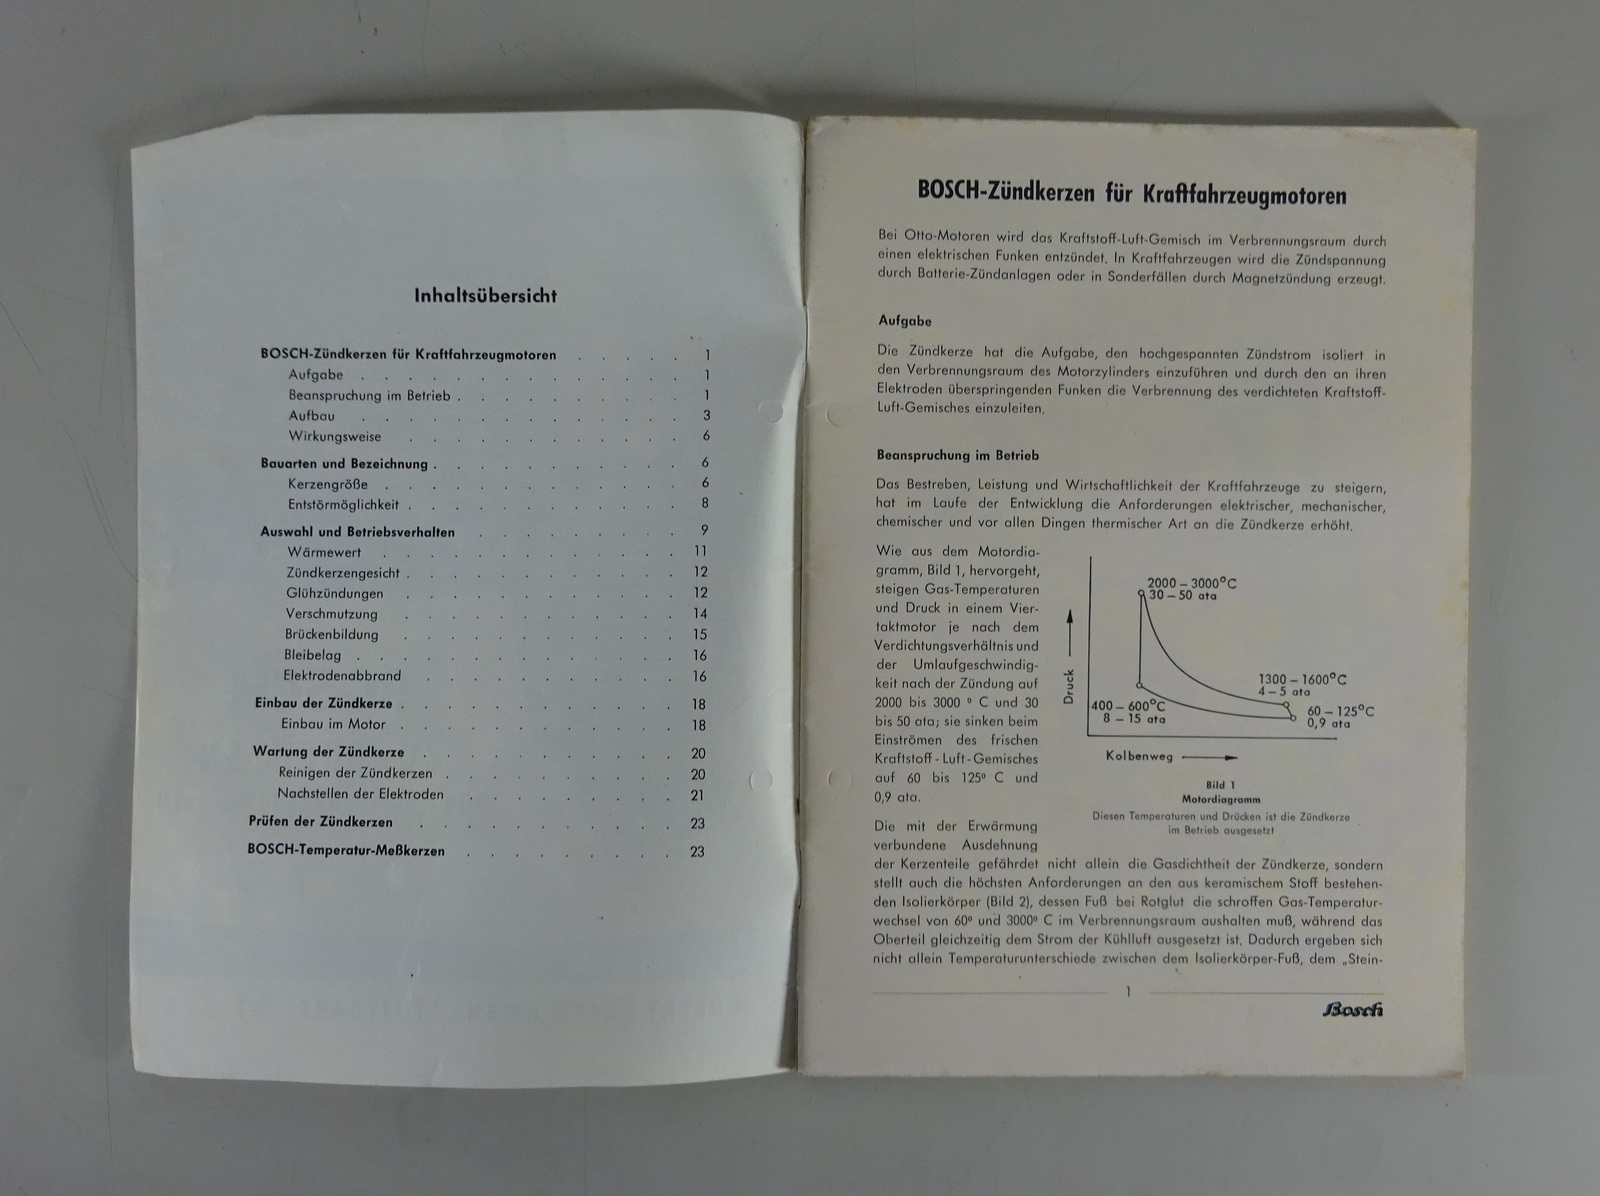 Inhaltsübersicht
BOSCH-Zündkerzen für Kraftfahrzeugmotoren . . . . . 1
Aufgabe . . . . . . . . . . . . . . 1
Beanspruchung im Betrieb . . . . . . . . . . 1
Aufbau . . . . . . . . . . . . . . 3
Wirkungsweise . . . . . . . . . . . . 6
Bauarten und Bezeichnung . . . . . . . . . . . 6
Kerzengröße . . . . . . . . . . . . . 6
Entstörmöglichkeit . . . . . . . . . . . . 8
Auswahl und Betriebsverhalten . . . . . . . . . 9
Wärmewert . . . . . . . . . . . . . 11
Zündkerzengesicht . . . . . . . . . . . . 12
Glühzündungen . . . . . . . . . . . . 12
Verschmutzung . . . . . . . . . . . . 14
Brückenbildung . . . . . . . . . . . . 15
Bleibelag . . . . . . . . . . . . . . 16
Elektrodenabbrand . . . . . . . . . . . 16
Einbau der Zündkerze . . . . . . . . . . . . 18
Einbau im Motor . . . . . . . . . . . . 18
Wartung der Zündkerze . . . . . . . . . . . 20
Reinigen der Zündkerzen . . . . . . . . . . 20
Nachstellen der Elektroden . . . . . . . . . 21
Prüfen der Zündkerzen . . . . . . . . . . . 23
BOSCH-Temperatur-Meßkerzen . . . . . . . . . 23
BOSCH-Zündkerzen für Kraftfahrzeugmotoren
Bei Otto-Motoren wird das Kraftstoff-Luft-Gemisch im Verbrennungsraum durch
einen elektrischen Funken entzündet. In Kraftfahrzeugen wird die Zündspannung
durch Batterie-Zündanlagen oder in Sonderfällen durch Magnetzündung erzeugt.
Aufgabe
Die Zündkerze hat die Aufgabe, den hochgespannten Zündstrom isoliert in
den Verbrennungsraum des Motorzylinders einzuführen und durch den an ihren
Elektroden überspringenden Funken die Verbrennung des verdichteten Kraftstoff-
Luft-Gemisches einzuleiten.
Beanspruchung im Betrieb
Das Bestreben, Leistung und Wirtschaftlichkeit der Kraftfahrzeuge zu steigern,
hat im Laufe der Entwicklung die Anforderungen elektrischer, mechanischer,
chemischer und vor allen Dingen thermischer Art an die Zündkerze erhöht.
Wie aus dem Motordia-
gramm, Bild 1, hervorgeht,
steigen Gas-Temperaturen
und Druck in einem Vier-
taktmotor je nach dem
Verdichtungsverhältnis und
der Umlaufgeschwindig-
keit nach der Zündung auf
2000 bis 3000 ° C und 30
bis 50 ata; sie sinken beim
Einströmen des frischen
Kraftstoff - Luft - Gemisches
auf 60 bis 125° C und
0,9 ata.
Druck
2000 – 3000°C
30 – 50 ata
1300 – 1600°C
4 – 5 ata
400 – 600°C
8 – 15 ata
60 – 125°C
0,9 ata
Kolbenweg
Bild 1
Motordiagramm
Diesen Temperaturen und Drücken ist die Zündkerze
im Betrieb ausgesetzt
Die mit der Erwärmung
verbundene Ausdehnung
der Kerzenteile gefährdet nicht allein die Gasdichtheit der Zündkerze, sondern
stellt auch die höchsten Anforderungen an den aus keramischem Stoff bestehen-
den Isolierkörper (Bild 2), dessen Fuß bei Rotglut die schroffen Gas-Temperatur-
wechsel von 60° und 3000° C im Verbrennungsraum aushalten muß, während das
Oberteil gleichzeitig dem Strom der Kühlluft ausgesetzt ist. Dadurch ergeben sich
nicht allein Temperaturunterschiede zwischen dem Isolierkörper-Fuß, dem „Stein-
1
Bosch